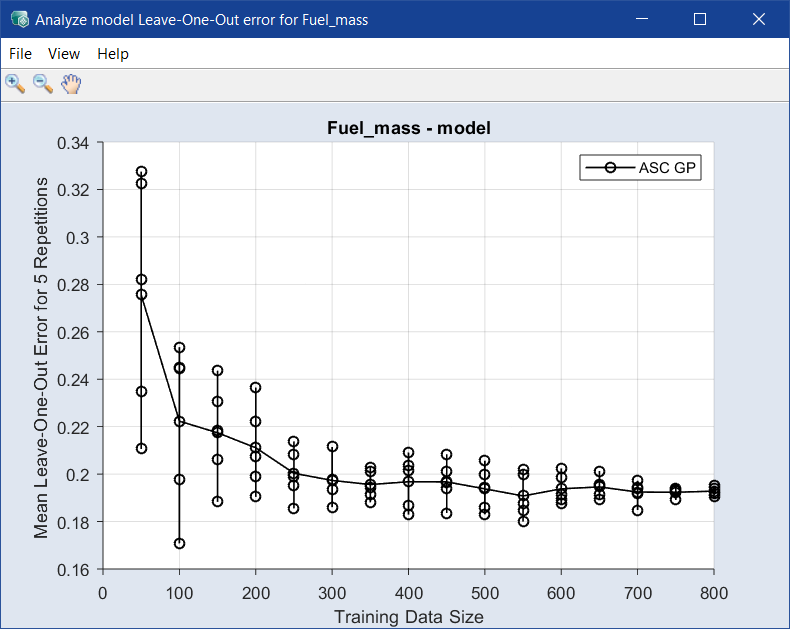 Analyze model Leave-One-Out error for Fuel_mass
File View Help
Fuel_mass - model
ASC GP
Mean Leave-One-Out Error for 5 Repetitions
0.34
0.32
0.3
0.28
0.26
0.24
0.22
0.2
0.18
0.16
0 100 200 300 400 500 600 700 800
Training Data Size